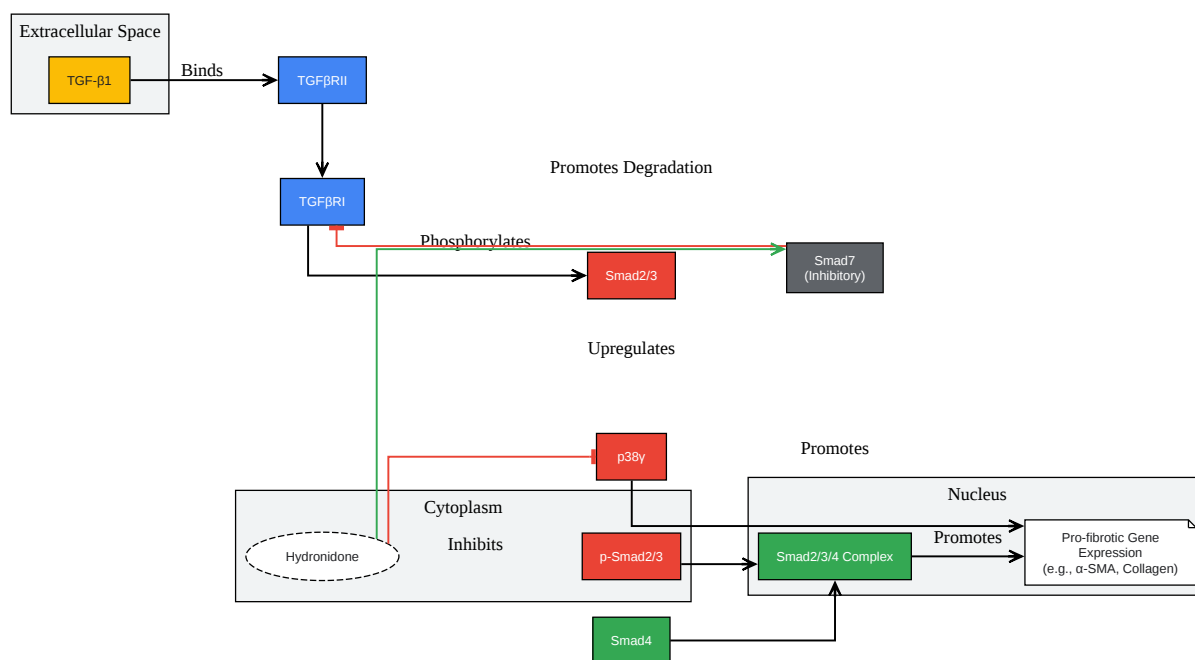 Extracellular Space
TGF-β1
Binds
TGFβRII
Promotes Degradation
TGFβRI
Phosphorylates
Smad2/3
Smad7
(Inhibitory)
Upregulates
p38γ
Promotes
Cytoplasm
Nucleus
Inhibits
Hydronidone
p-Smad2/3
Smad2/3/4 Complex
Promotes
Pro-fibrotic Gene
Expression
(e.g., α-SMA, Collagen)
Smad4